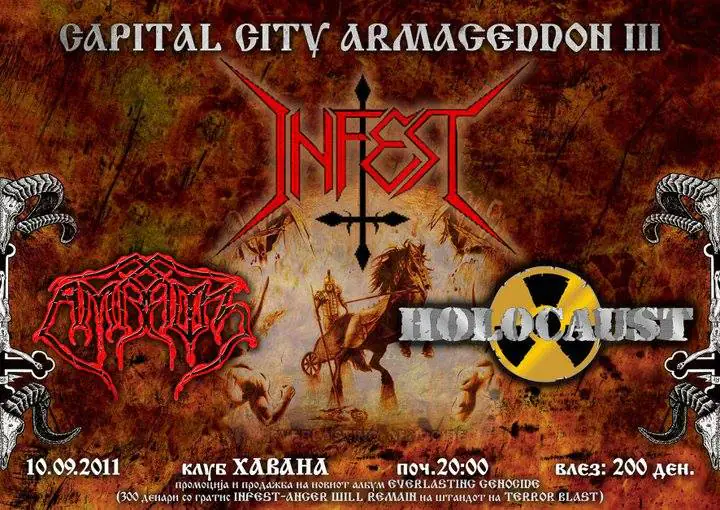 CAPITAL CITY ARMAGEDDON III
INFEST
HOLOCAUST
10.09.2011 клуб ХАВАНА поч.20:00 влез: 200 ден.
промоција и продажба на новиот албум EVERLASTING GENOCIDE
(300 денари со гратис INFEST-ANGER WILL REMAIN на штандот на TERROR BLAST)